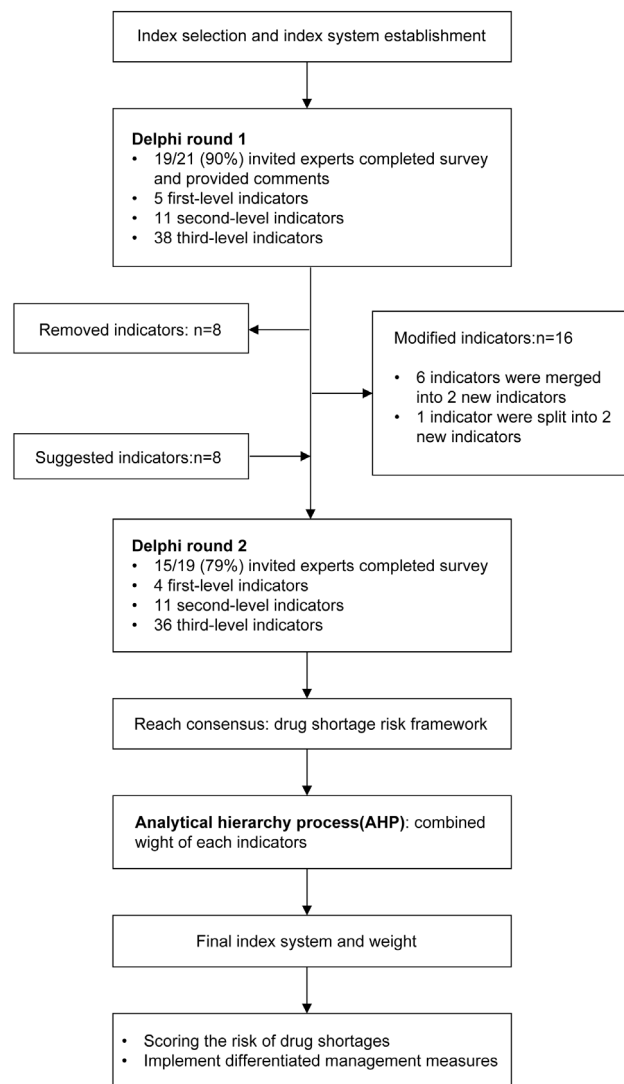 Index selection and index system establishment
Delphi round 1
• 19/21 (90%) invited experts completed survey
and provided comments
• 5 first-level indicators
• 11 second-level indicators
• 38 third-level indicators
Removed indicators: n=8
Modified indicators:n=16
• 6 indicators were merged
into 2 new indicators
• 1 indicator were split into 2
new indicators
Suggested indicators:n=8
Delphi round 2
• 15/19 (79%) invited experts completed survey
• 4 first-level indicators
• 11 second-level indicators
• 36 third-level indicators
Reach consensus: drug shortage risk framework
Analytical hierarchy process(AHP): combined
wight of each indicators
Final index system and weight
• Scoring the risk of drug shortages
• Implement differentiated management measures